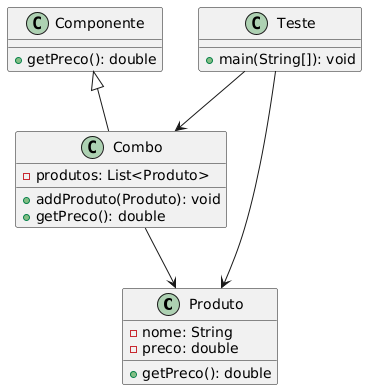 C Componente
getPreco(): double
C Teste
main(String[]): void
C Combo
produtos: List<Produto>
addProduto(Produto): void
getPreco(): double
C Produto
nome: String
preco: double
getPreco(): double